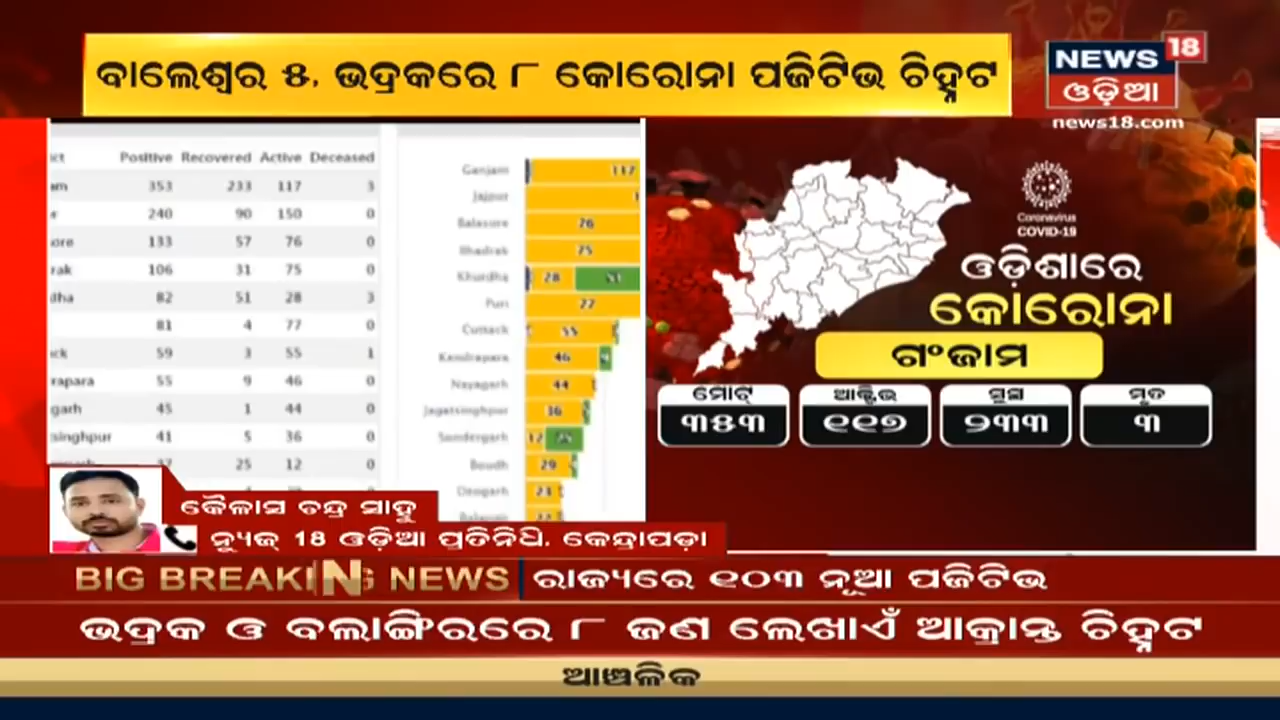 ବାଲେଶ୍ୱର ୫, ଭଦ୍ରକରେ ୮ କୋରୋନା ପଜିଟିଭ ଚିହ୍ନଟ
NEWS 18
ଓଡ଼ିଆ
news18.com
Positive Recovered Active Deceased
353 233 117 3
240 90 150 0
133 57 76 0
106 31 75 0
82 51 28 3
81 4 77 0
59 3 55 1
rapara 55 9 46 0
garh 45 1 44 0
singhpur 41 5 36 0
25 12 0
Ganjam 117
Jajpur
Balasore 76
Bhadrak 75
Khurdha 28 51
Puri 77
Cuttack 55
Kendrapara 46 9
Nayagarh 44
Jagatsinghpur 36
Sundergarh 12 25
Boudh 29
Deogarh 23
Coronavirus
COVID-19
ଓଡ଼ିଶାରେ
କୋରୋନା
ଗଂଜାମ
ମୋଟ୍ ଆକ୍ଟିଭ ସୁସ୍ଥ ମୃତ
୩୫୩ ୧୧୭ ୨୩୩ ୩
କୈଳାସ ଚନ୍ଦ୍ର ସାହୁ
ନ୍ୟୁଜ୍ 18 ଓଡ଼ିଆ ପ୍ରତିନିଧି, କେନ୍ଦ୍ରାପଡ଼ା
BIG BREAKING NEWS ରାଜ୍ୟରେ ୧୦୩ ନୂଆ ପଜିଟିଭ
ଭଦ୍ରକ ଓ ବଲାଙ୍ଗିରରେ ୮ ଜଣ ଲେଖାଏଁ ଆକ୍ରାନ୍ତ ଚିହ୍ନଟ
ଆଞ୍ଚଳିକ